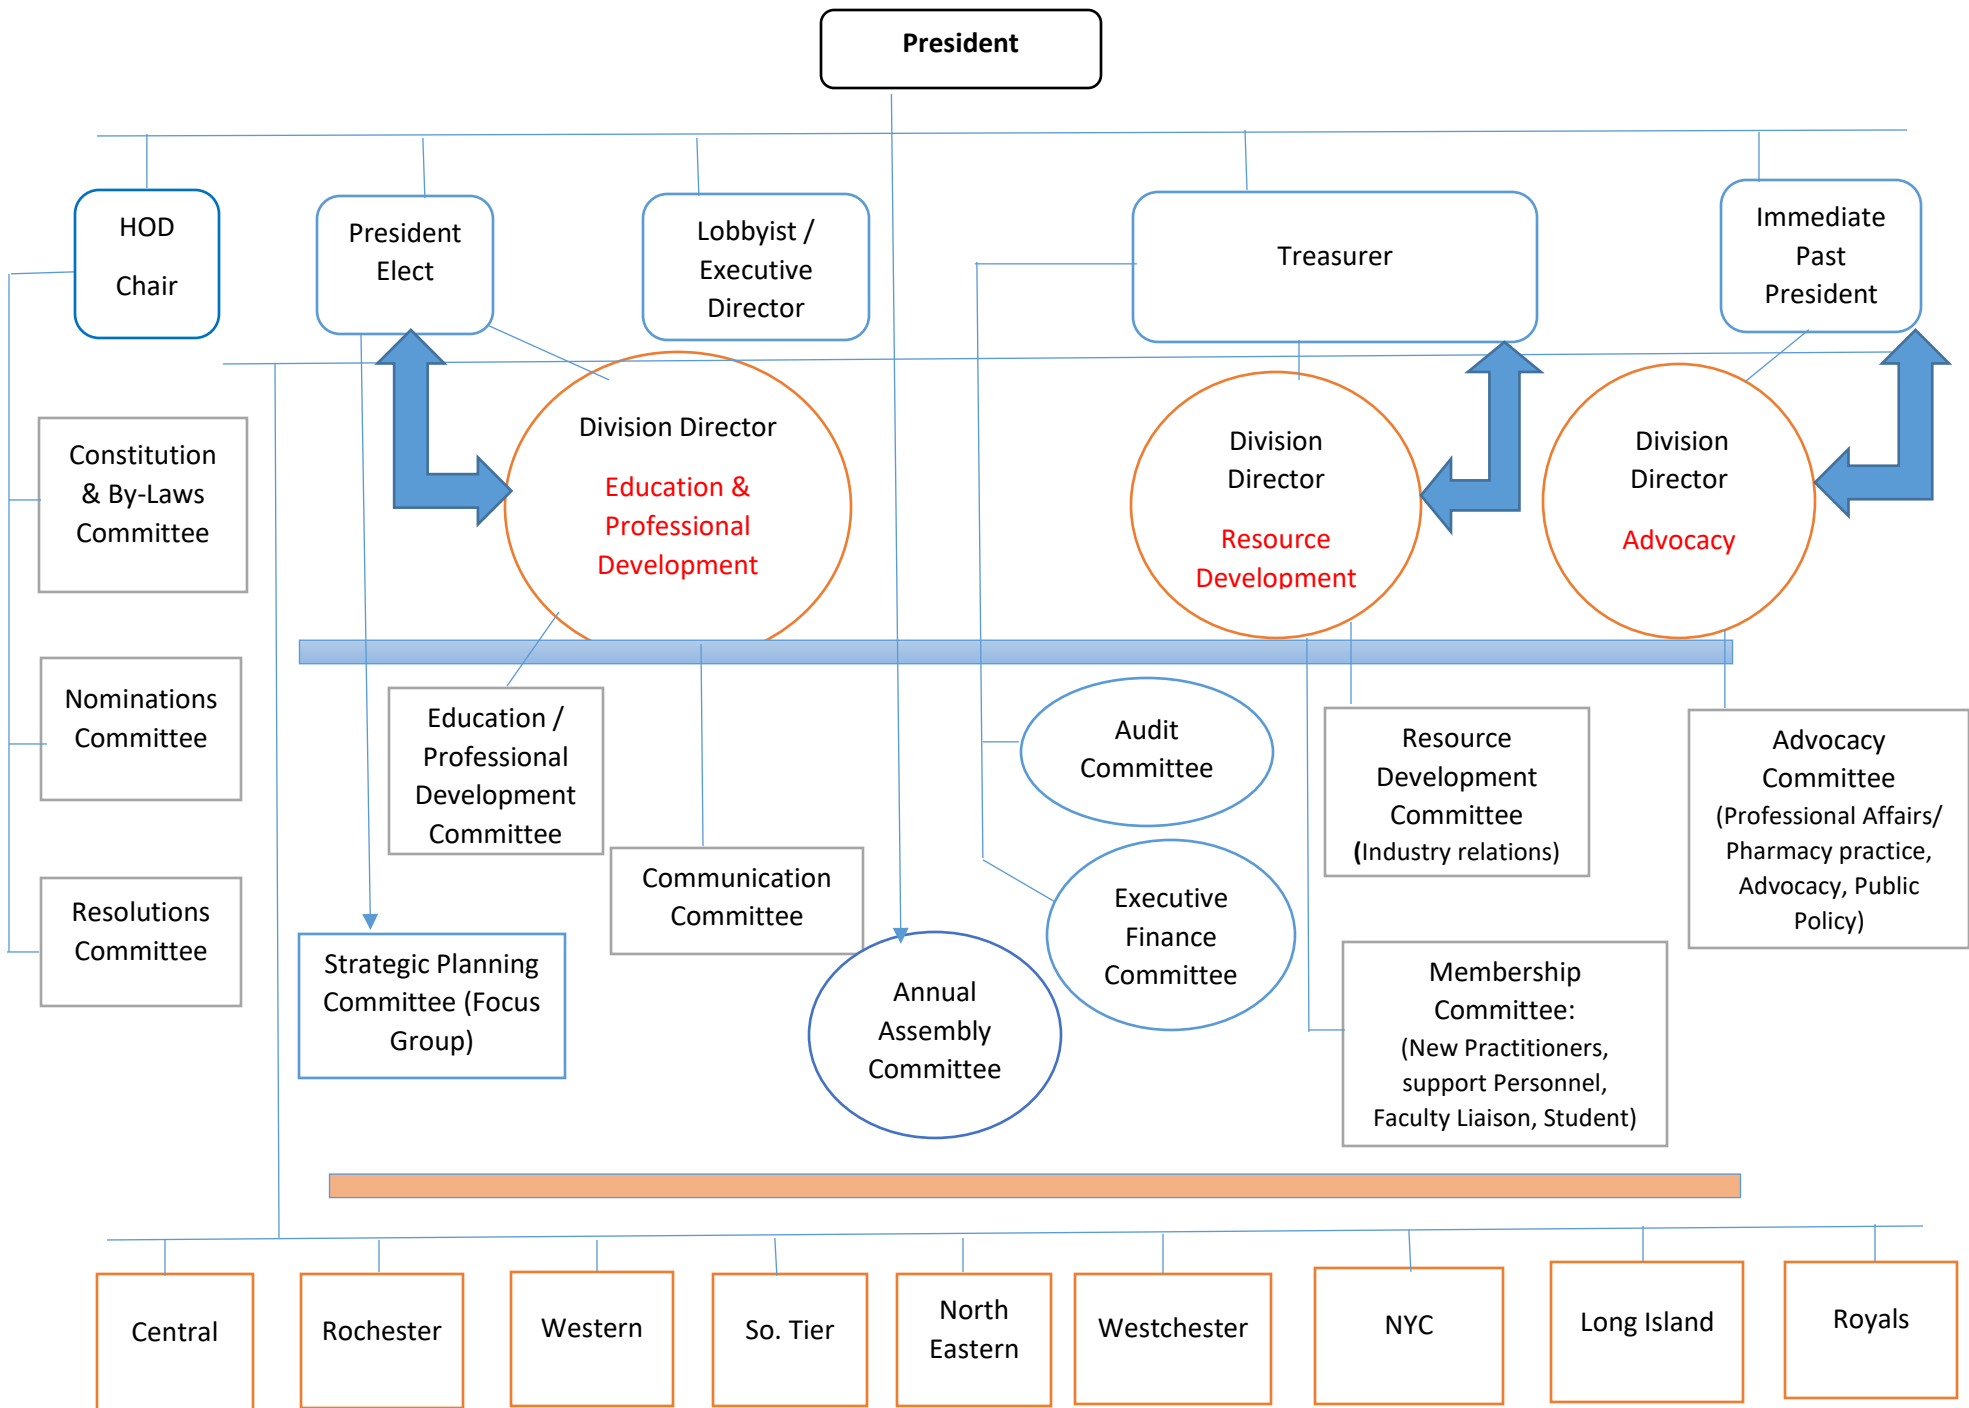 President
HOD
Chair
President
Elect
Lobbyist /
Executive
Director
Treasurer
Immediate
Past
President
Division Director
Education &
Professional
Development
Division
Director
Resource
Development
Division
Director
Advocacy
Constitution
& By-Laws
Committee
Nominations
Committee
Resolutions
Committee
Education /
Professional
Development
Committee
Communication
Committee
Strategic Planning
Committee (Focus
Group)
Annual
Assembly
Committee
Audit
Committee
Executive
Finance
Committee
Resource
Development
Committee
(Industry relations)
Membership
Committee:
(New Practitioners,
support Personnel,
Faculty Liaison, Student)
Advocacy
Committee
(Professional Affairs/
Pharmacy practice,
Advocacy, Public
Policy)
Central
Rochester
Western
So. Tier
North
Eastern
Westchester
NYC
Long Island
Royals